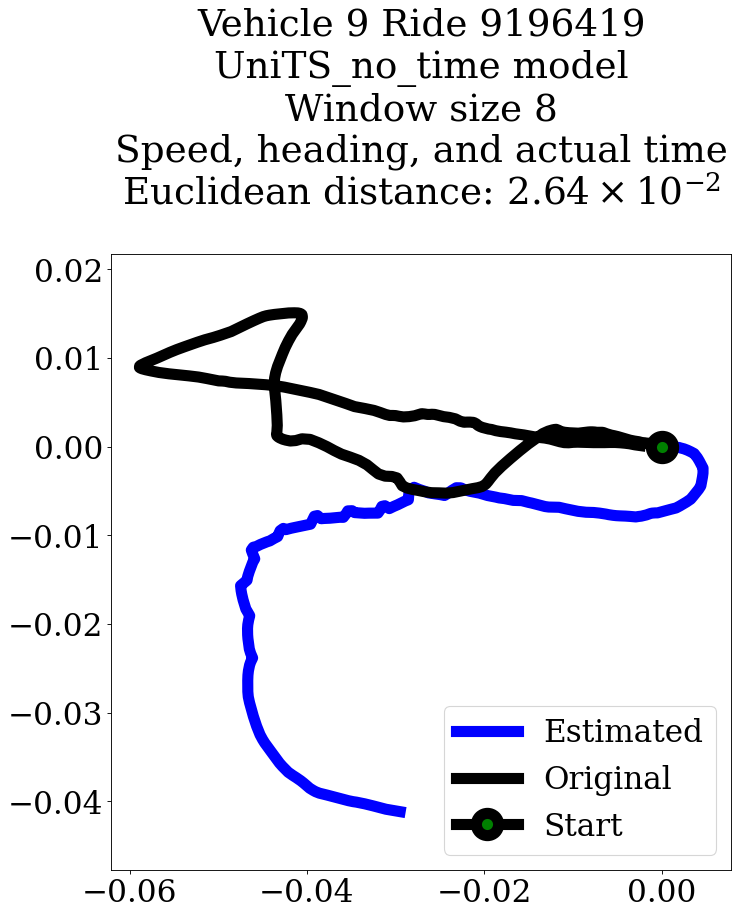 Vehicle 9 Ride 9196419
UniTS_no_time model
Window size 8
Speed, heading, and actual time
Euclidean distance: 2.64 × 10⁻²
0.02
0.01
0.00
−0.01
−0.02
−0.03
−0.04
Estimated
Original
Start
−0.06 −0.04 −0.02 0.00